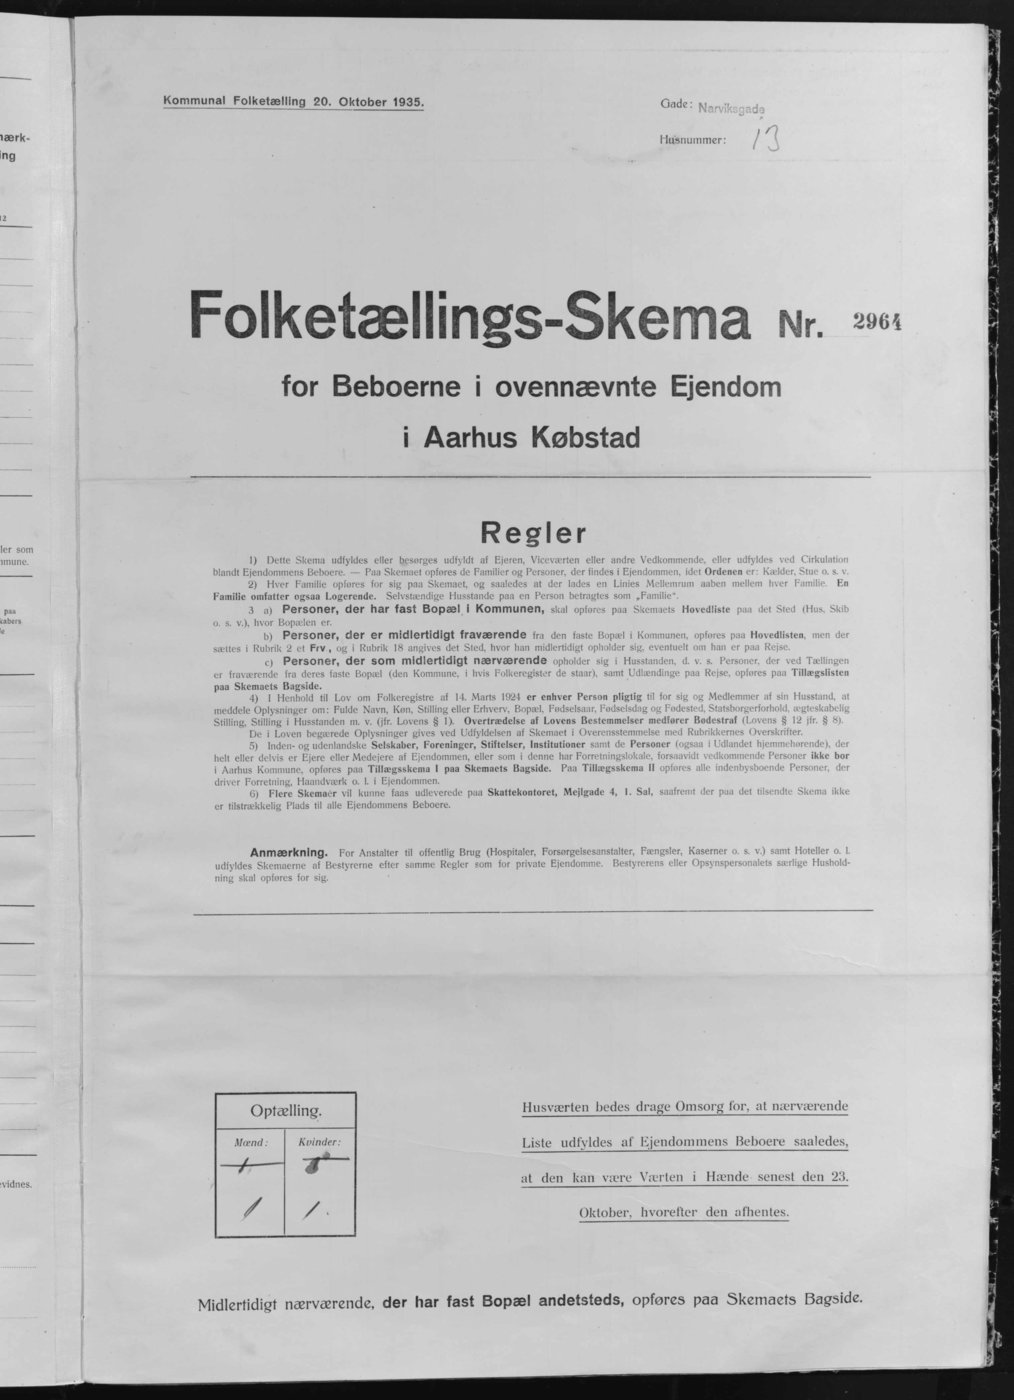 Kommunal Folketælling 20. Oktober 1935.
Gade: Narviksgade
Husnummer: 13
Folketællings-Skema Nr. 2964
for Beboerne i ovennævnte Ejendom
i Aarhus Købstad
Regler
1) Dette Skema udfyldes eller besørges udfyldt af Ejeren, Viceværten eller andre Vedkommende, eller udfyldes ved Cirkulation
blandt Ejendommens Beboere. — Paa Skemaet opføres de Familier og Personer, der findes i Ejendommen, idet Ordenen er: Kælder, Stue o. s. v.
2) Hver Familie opføres for sig paa Skemaet, og saaledes at der lades en Linies Mellemrum aaben mellem hver Familie. En
Familie omfatter ogsaa Logerende. Selvstændige Husstande paa en Person betragtes som „Familie“.
3 a) Personer, der har fast Bopæl i Kommunen, skal opføres paa Skemaets Hovedliste paa det Sted (Hus, Skib
o. s. v.), hvor Bopælen er.
b) Personer, der er midlertidigt fraværende fra den faste Bopæl i Kommunen, opføres paa Hovedlisten, men der
sættes i Rubrik 2 et Frv., og i Rubrik 18 angives det Sted, hvor han midlertidigt opholder sig, eventuelt om han er paa Rejse.
c) Personer, der som midlertidigt nærværende opholder sig i Husstanden, d. v. s. Personer, der ved Tællingen
er fraværende fra deres faste Bopæl (den Kommune, i hvis Folkeregister de staar), samt Udlændinge paa Rejse, opføres paa Tillægslisten
paa Skemaets Bagside.
4) I Henhold til Lov om Folkeregistre af 14. Marts 1924 er enhver Person pligtig til for sig og Medlemmer af sin Husstand, at
meddele Oplysninger om: Fulde Navn, Køn, Stilling eller Erhverv, Bopæl, Fødselsaar, Fødselsdag og Fødested, Statsborgerforhold, ægteskabelig
Stilling, Stilling i Husstanden m. v. (jfr. Lovens § 1). Overtrædelse af Lovens Bestemmelser medfører Bødestraf (Lovens § 12 jfr. § 8).
De i Loven begærede Oplysninger gives ved Udfyldelsen af Skemaet i Overensstemmelse med Rubrikkernes Overskrifter.
5) Inden- og udenlandske Selskaber, Foreninger, Stiftelser, Institutioner samt de Personer (ogsaa i Udlandet hjemmehørende), der
helt eller delvis er Ejere eller Medejere af Ejendommen, eller som i denne har Forretningslokale, forsaavidt vedkommende Personer ikke bor
i Aarhus Kommune, opføres paa Tillægsskema I paa Skemaets Bagside. Paa Tillægsskema II opføres alle indenbysboende Personer, der
driver Forretning, Haandværk o. l. i Ejendommen.
6) Flere Skemaer vil kunne faas udleverede paa Skattekontoret, Mejlgade 4, 1. Sal, saafremt der paa det tilsendte Skema ikke
er tilstrækkelig Plads til alle Ejendommens Beboere.
Anmærkning. For Anstalter til offentlig Brug (Hospitaler, Forsørgelsesanstalter, Fængsler, Kaserner o. s. v.) samt Hoteller o. l.
udfyldes Skemaerne af Bestyrerne efter samme Regler som for private Ejendomme. Bestyrerens eller Opsynspersonalets særlige Hushold-
ning skal opføres for sig.
Optælling.
Mænd: Kvinder:
1 1.
Husværten bedes drage Omsorg for, at nærværende
Liste udfyldes af Ejendommens Beboere saaledes,
at den kan være Værten i Hænde senest den 23.
Oktober, hvorefter den afhentes.
Midlertidigt nærværende, der har fast Bopæl andetsteds, opføres paa Skemaets Bagside.
ærk-
ng
12
ler som
mmune.
paa
kabers
evidnes.